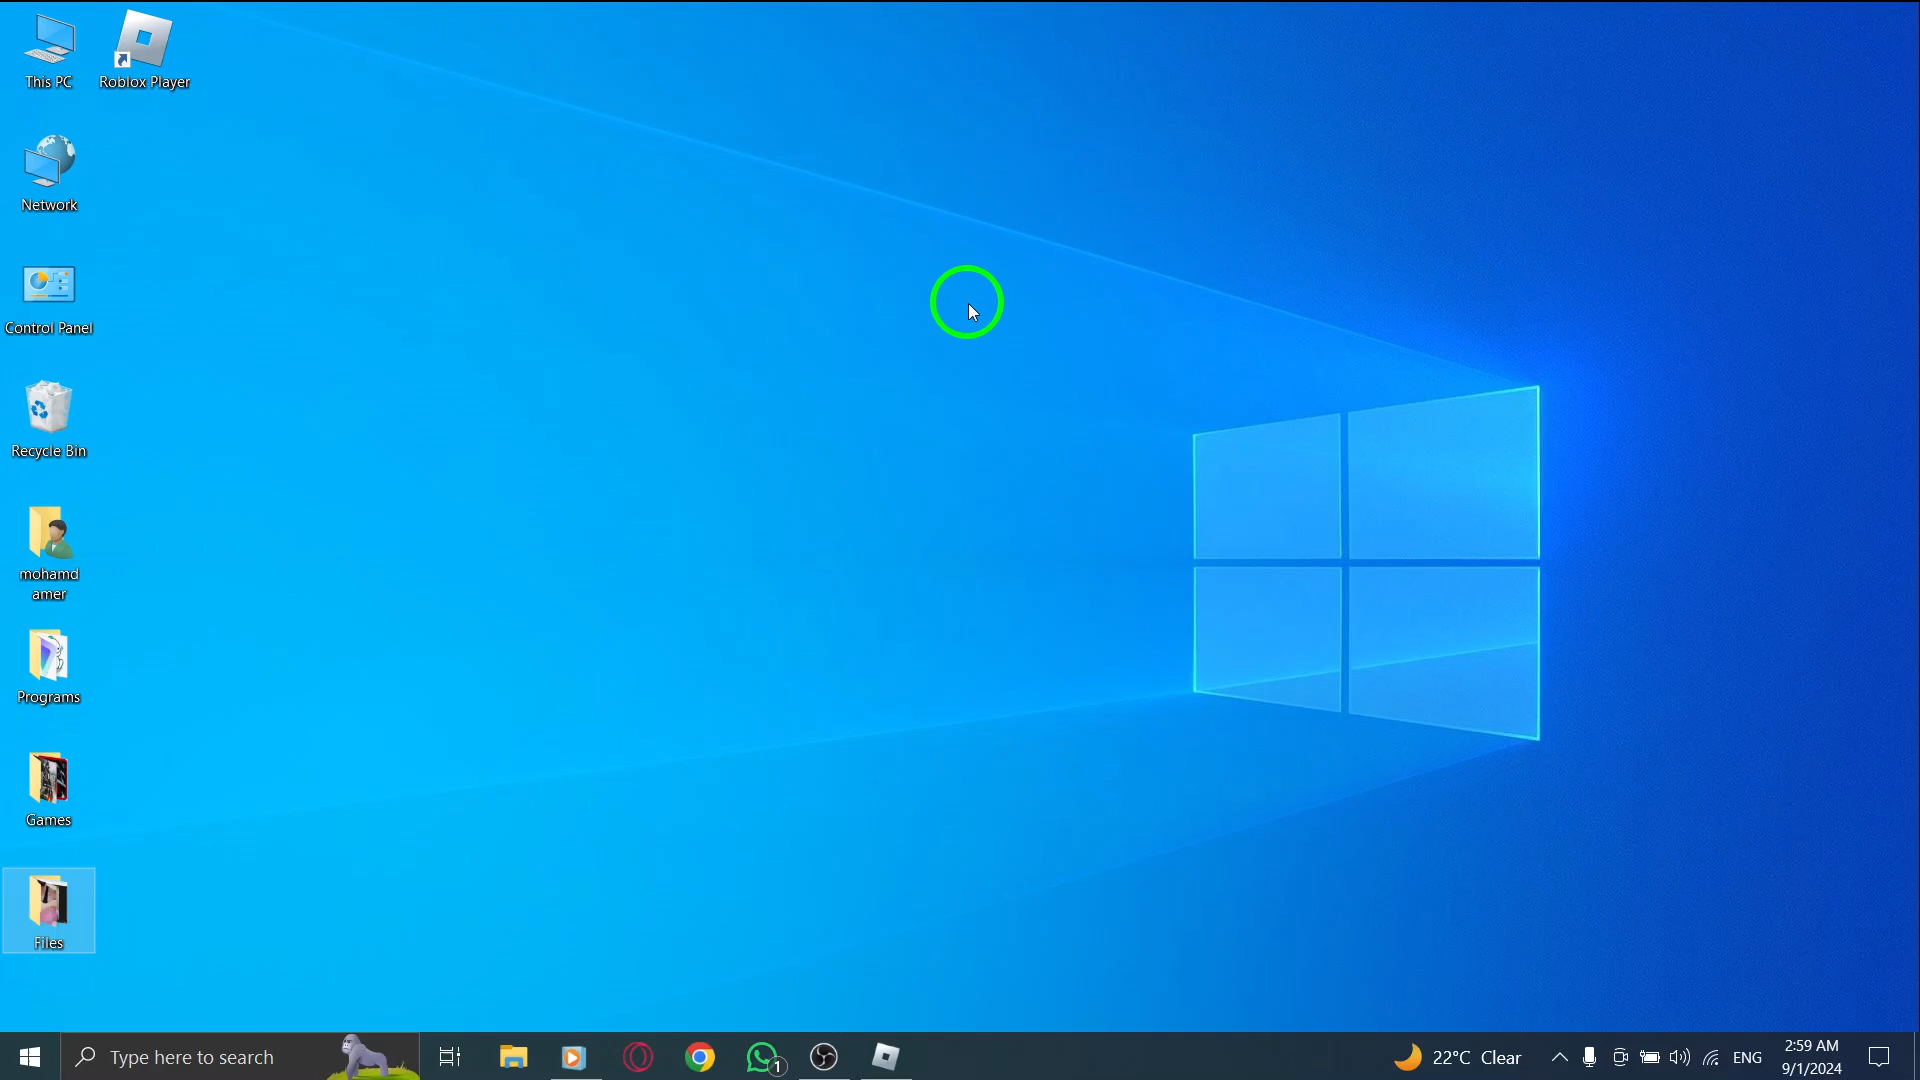 This PC
Roblox Player
Network
Control Panel
Recycle Bin
mohamd
amer
Programs
Games
Files
Type here to search
1
22°C Clear
ENG
2:59 AM
9/1/2024